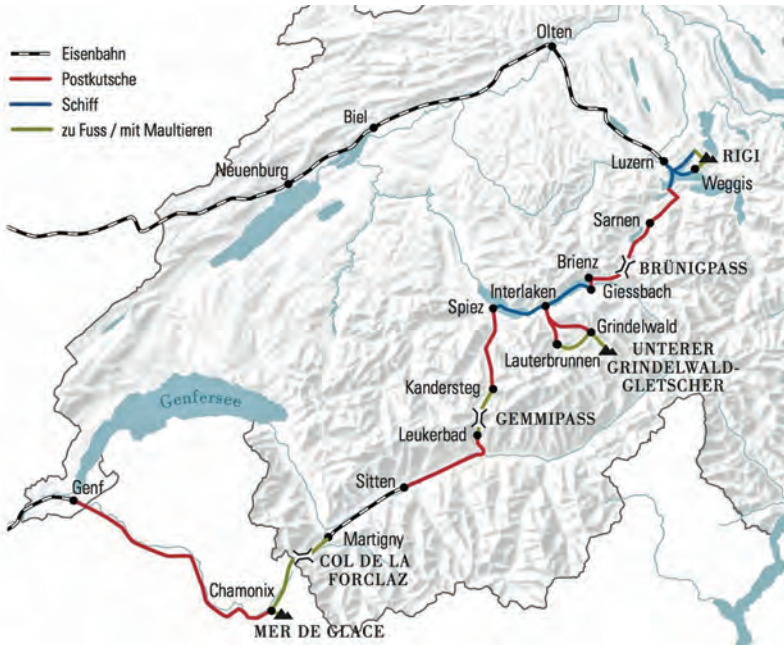 Eisenbahn
Postkutsche
Schiff
zu Fuss / mit Maultieren
Olten
Biel
Neuenburg
Luzern
RIGI
Weggis
Sarnen
Brienz
BRÜNIGPASS
Giessbach
Interlaken
Spiez
Grindelwald
Lauterbrunnen
UNTERER
GRINDELWALD-
GLETSCHER
Kandersteg
GEMMIPASS
Leukerbad
Genfersee
Sitten
Genf
Martigny
COL DE LA
FORCLAZ
Chamonix
MER DE GLACE